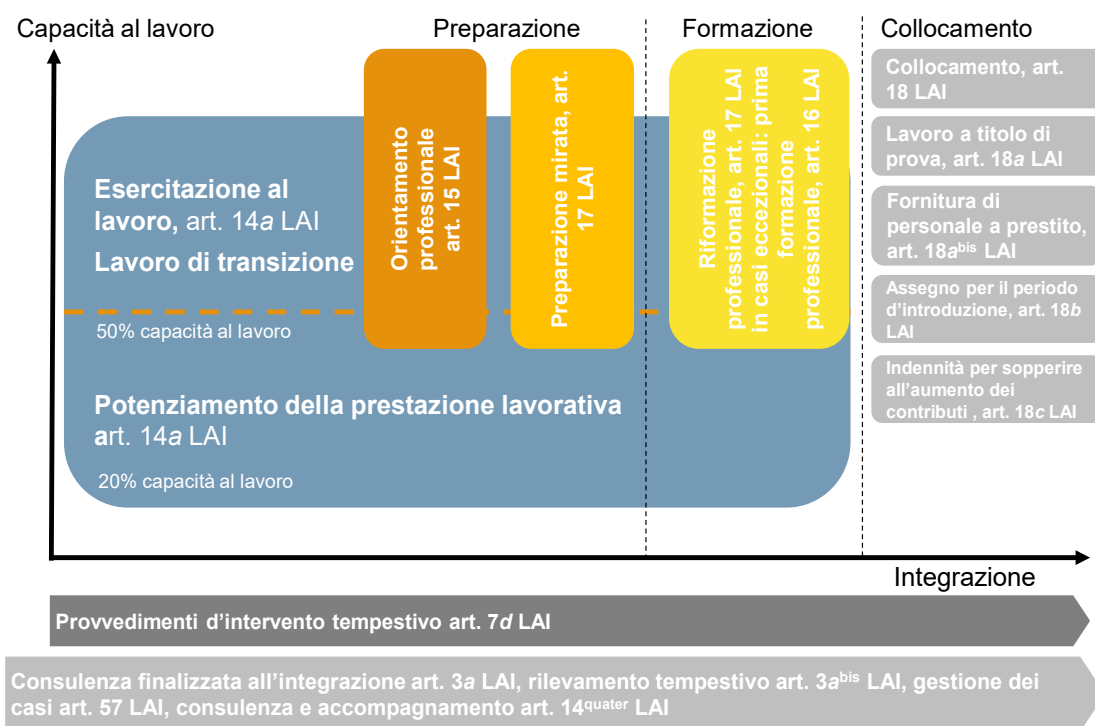 Capacità al lavoro
Preparazione
Formazione
Collocamento
Esercitazione al
lavoro, art. 14a LAI
Lavoro di transizione
50% capacità al lavoro
Potenziamento della prestazione lavorativa
art. 14a LAI
20% capacità al lavoro
Orientamento
professionale
art. 15 LAI
Preparazione mirata, art.
17 LAI
Riformazione
professionale, art. 17 LAI
in casi eccezionali: prima
formazione
professionale, art. 16 LAI
Collocamento, art.
18 LAI
Lavoro a titolo di
prova, art. 18a LAI
Fornitura di
personale a prestito,
art. 18a^bis LAI
Assegno per il periodo
d'introduzione, art. 18b
LAI
Indennità per sopperire
all'aumento dei
contributi , art. 18c LAI
Integrazione
Provvedimenti d'intervento tempestivo art. 7d LAI
Consulenza finalizzata all'integrazione art. 3a LAI, rilevamento tempestivo art. 3a^bis LAI, gestione dei
casi art. 57 LAI, consulenza e accompagnamento art. 14^quater LAI